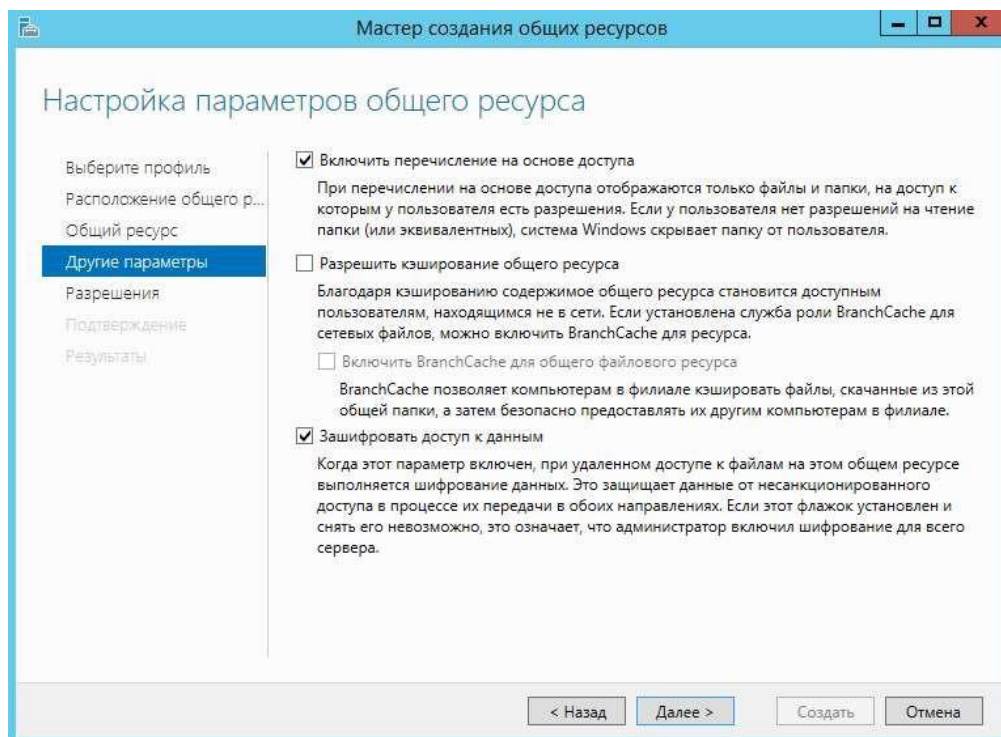 Мастер создания общих ресурсов
Настройка параметров общего ресурса
Выберите профиль
Расположение общего р...
Общий ресурс
Другие параметры
Разрешения
Подтверждение
Результаты
Включить перечисление на основе доступа
При перечислении на основе доступа отображаются только файлы и папки, на доступ к
которым у пользователя есть разрешения. Если у пользователя нет разрешений на чтение
папки (или эквивалентных), система Windows скрывает папку от пользователя.
Разрешить кэширование общего ресурса
Благодаря кэшированию содержимое общего ресурса становится доступным
пользователям, находящимся не в сети. Если установлена служба роли BranchCache для
сетевых файлов, можно включить BranchCache для ресурса.
Включить BranchCache для общего файлового ресурса
BranchCache позволяет компьютерам в филиале кэшировать файлы, скачанные из этой
общей папки, а затем безопасно предоставлять их другим компьютерам в филиале.
Зашифровать доступ к данным
Когда этот параметр включен, при удаленном доступе к файлам на этом общем ресурсе
выполняется шифрование данных. Это защищает данные от несанкционированного
доступа в процессе их передачи в обоих направлениях. Если этот флажок установлен и
снять его невозможно, это означает, что администратор включил шифрование для всего
сервера.
< Назад
Далее >
Создать
Отмена